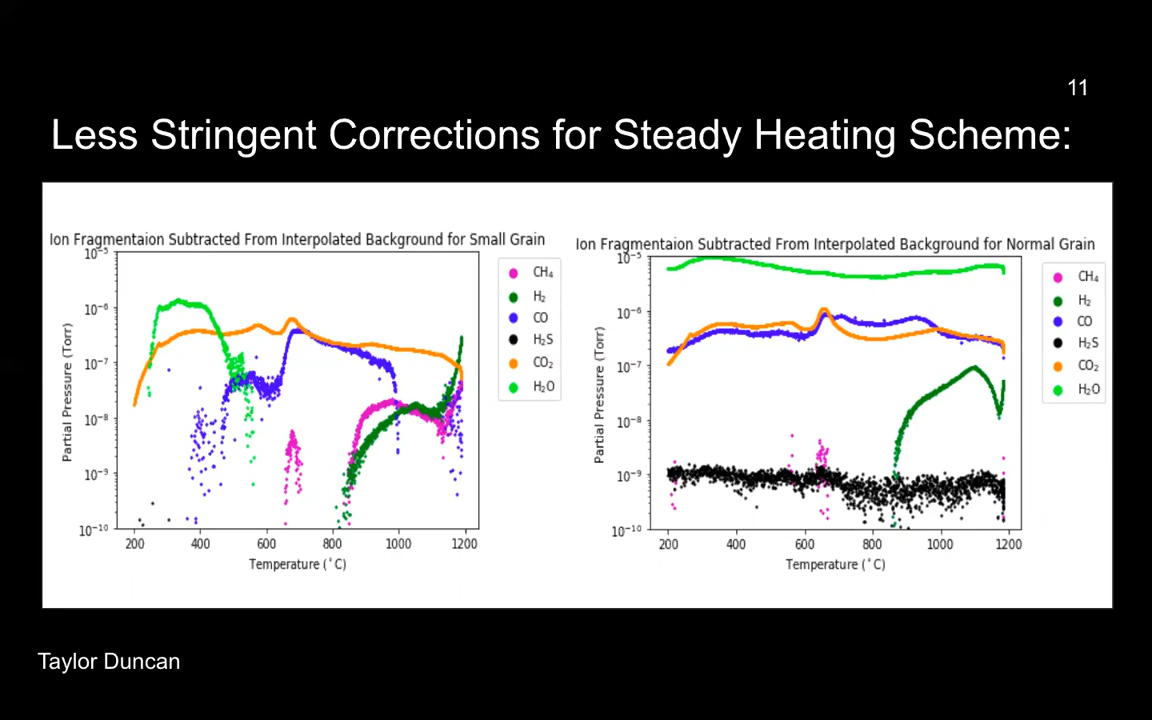 11
Less Stringent Corrections for Steady Heating Scheme:
Ion Fragmentaion Subtracted From Interpolated Background for Small Grain
10⁻⁵
10⁻⁶
10⁻⁷
10⁻⁸
10⁻⁹
10⁻¹⁰
Partial Pressure (Torr)
200 400 600 800 1000 1200
Temperature (°C)
CH₄
H₂
CO
H₂S
CO₂
H₂O
Ion Fragmentaion Subtracted From Interpolated Background for Normal Grain
10⁻⁵
10⁻⁶
10⁻⁷
10⁻⁸
10⁻⁹
10⁻¹⁰
Partial Pressure (Torr)
200 400 600 800 1000 1200
Temperature (°C)
CH₄
H₂
CO
H₂S
CO₂
H₂O
Taylor Duncan